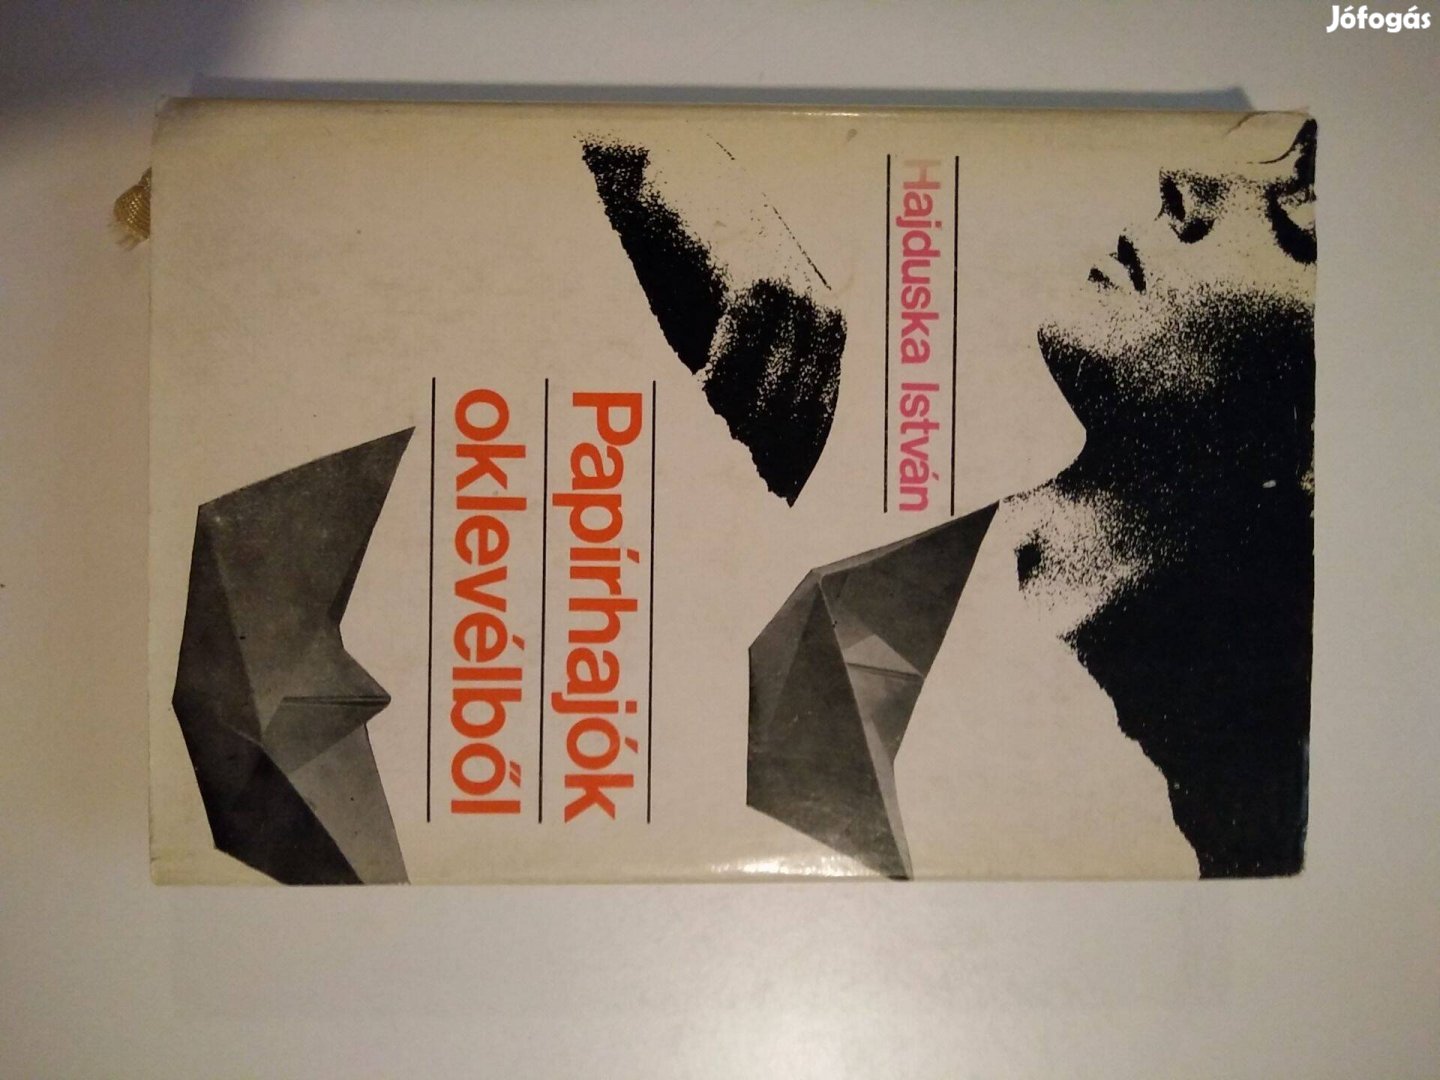 Hajduska István
Papírhajók
oklevélből
Jófogás